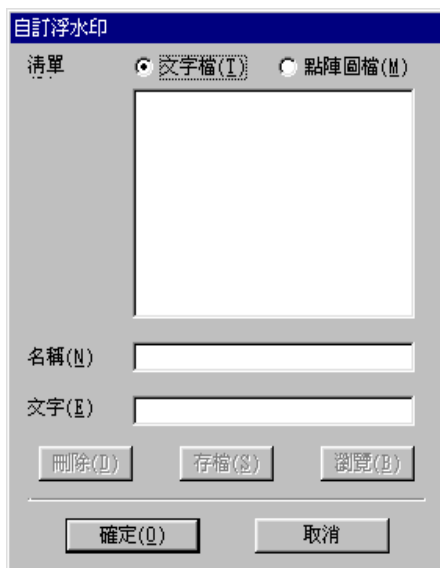 自訂浮水印
清單 文字檔(T) 點陣圖檔(M)
名稱(N)
文字(E)
刪除(D) 存檔(S) 瀏覽(B)
確定(O) 取消